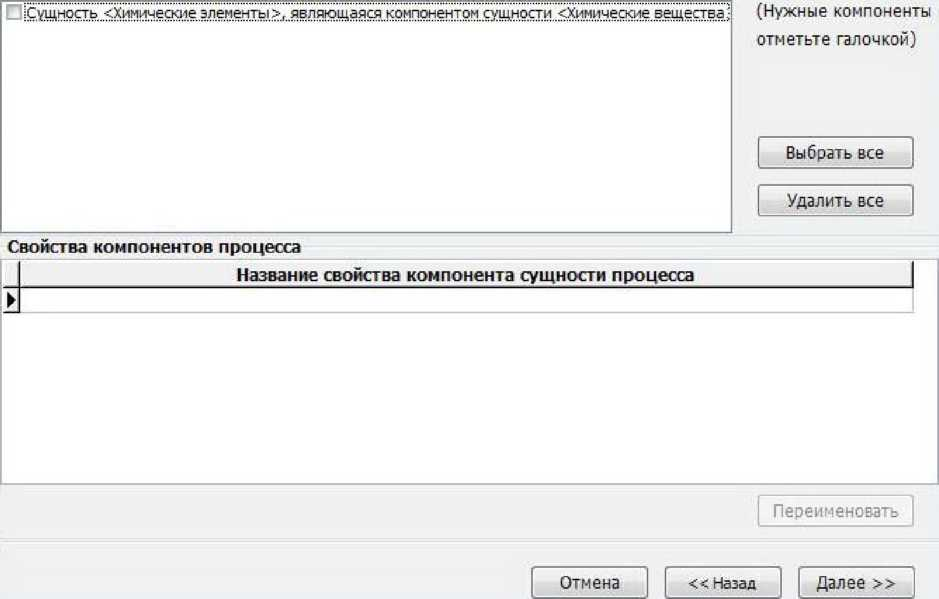 Сущность <Химические элементы>, являющаяся компонентом сущности <Химические вещества
(Нужные компоненты
отметьте галочкой)
Выбрать все
Удалить все
Свойства компонентов процесса
Название свойства компонента сущности процесса
Переименовать
Отмена
<< Назад
Далее >>